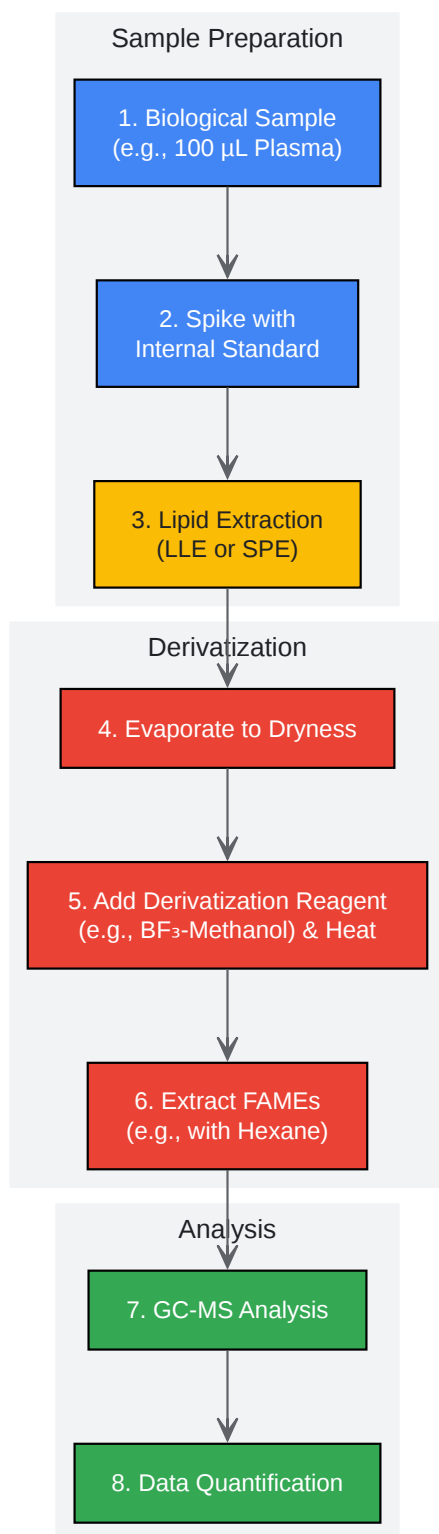 Sample Preparation
1. Biological Sample
(e.g., 100 µL Plasma)
2. Spike with
Internal Standard
3. Lipid Extraction
(LLE or SPE)
Derivatization
4. Evaporate to Dryness
5. Add Derivatization Reagent
(e.g., BF₃-Methanol) & Heat
6. Extract FAMEs
(e.g., with Hexane)
Analysis
7. GC-MS Analysis
8. Data Quantification